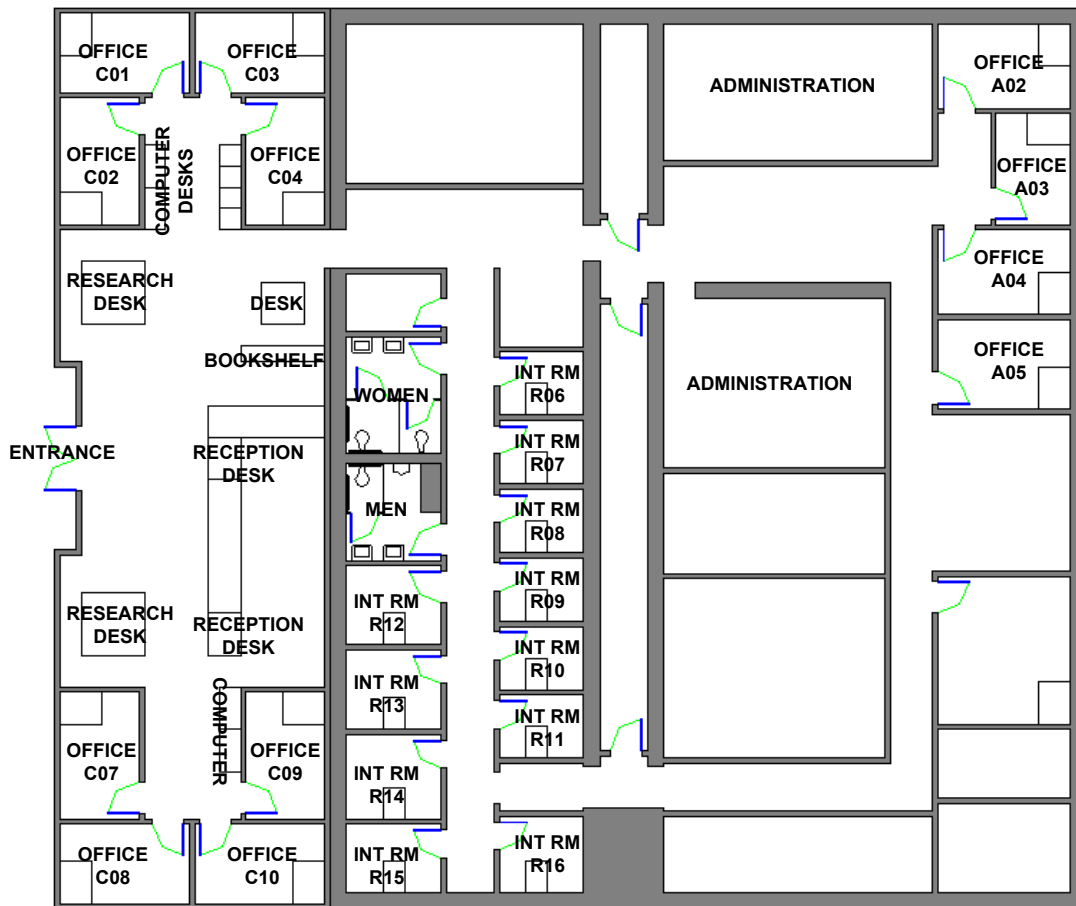 OFFICE
C01
OFFICE
C03
ADMINISTRATION
OFFICE
A02
OFFICE
C02
COMPUTER
DESKS
OFFICE
C04
OFFICE
A03
RESEARCH
DESK
DESK
OFFICE
A04
BOOKSHELF
WOMEN
INT RM
R06
ADMINISTRATION
OFFICE
A05
ENTRANCE
RECEPTION
DESK
INT RM
R07
MEN
INT RM
R08
RESEARCH
DESK
RECEPTION
DESK
INT RM
R12
INT RM
R09
INT RM
R13
INT RM
R10
COMPUTER
OFFICE
C07
OFFICE
C09
INT RM
R14
INT RM
R11
OFFICE
C08
OFFICE
C10
INT RM
R15
INT RM
R16